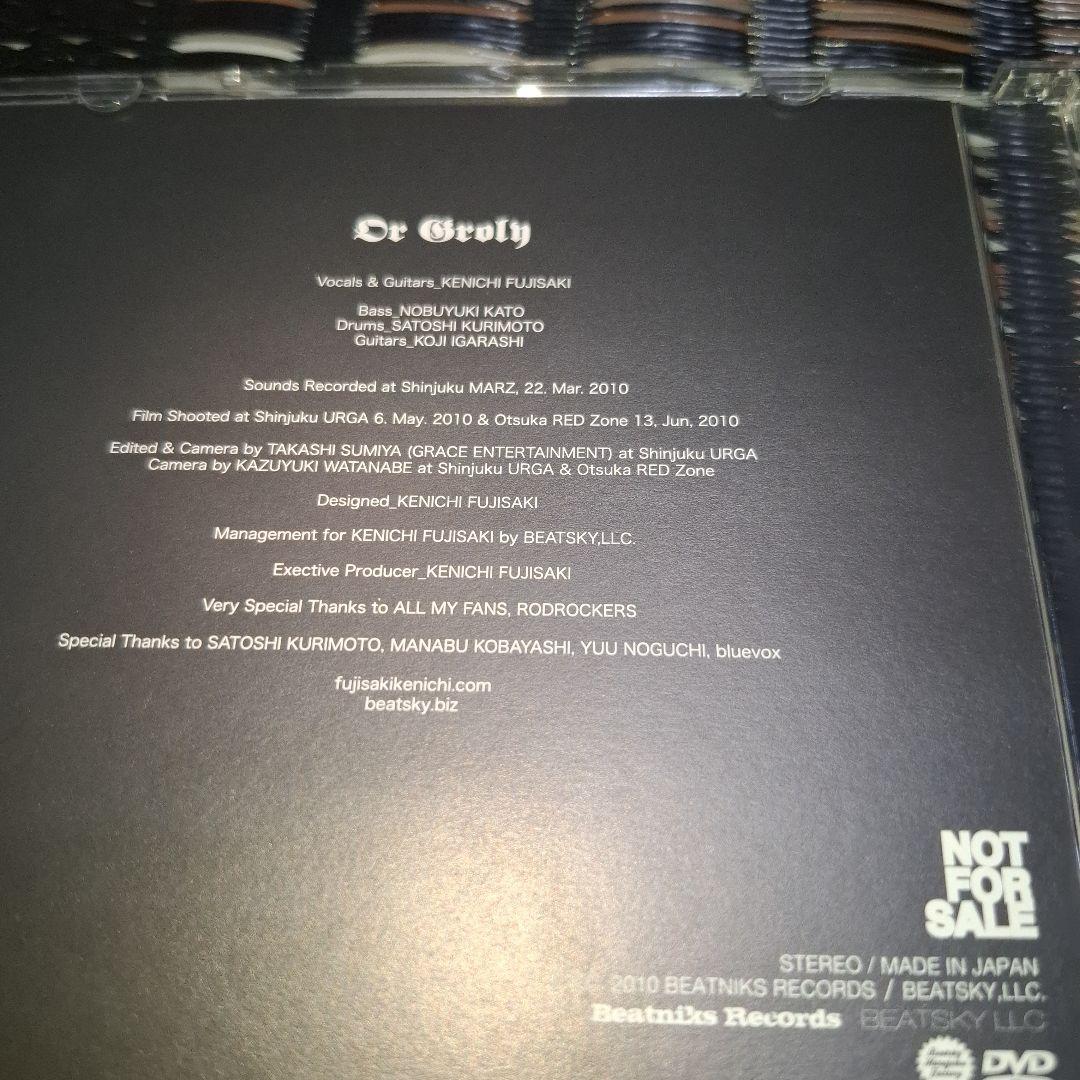 Or Groly
Vocals & Guitars_KENICHI FUJISAKI
Bass_NOBUYUKI KATO
Drums_SATOSHI KURIMOTO
Guitars_KOJI IGARASHI
Sounds Recorded at Shinjuku MARZ, 22. Mar. 2010
Film Shooted at Shinjuku URGA 6. May. 2010 & Otsuka RED Zone 13, Jun, 2010
Edited & Camera by TAKASHI SUMIYA (GRACE ENTERTAINMENT) at Shinjuku URGA
Camera by KAZUYUKI WATANABE at Shinjuku URGA & Otsuka RED Zone
Designed_KENICHI FUJISAKI
Management for KENICHI FUJISAKI by BEATSKY,LLC.
Exective Producer_KENICHI FUJISAKI
Very Special Thanks to ALL MY FANS, RODROCKERS
Special Thanks to SATOSHI KURIMOTO, MANABU KOBAYASHI, YUU NOGUCHI, bluevox
fujisakikenichi.com
beatsky.biz
NOT
FOR
SALE
STEREO / MADE IN JAPAN
2010 BEATNIKS RECORDS / BEATSKY,LLC.
Beatniks Records BEATSKY LLC
DVD